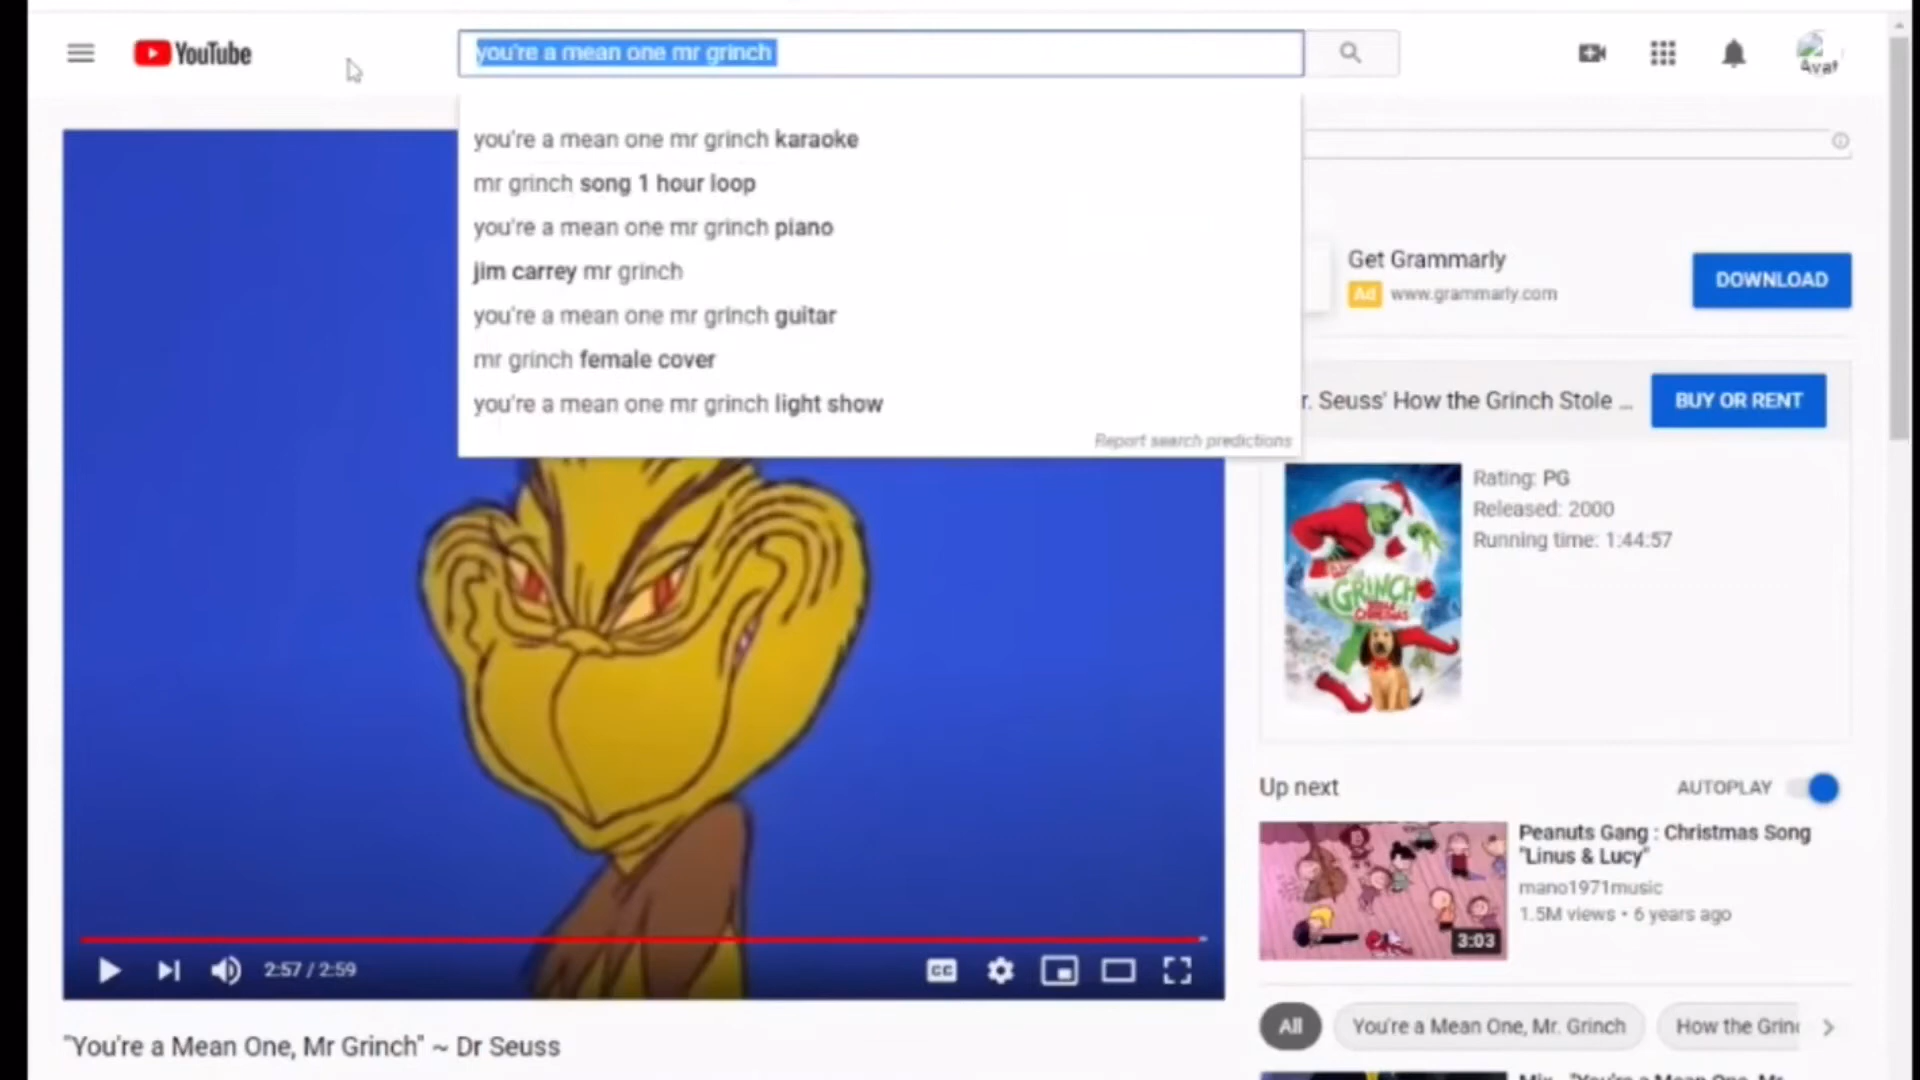 YouTube
you're a mean one mr grinch
Avat
you're a mean one mr grinch karaoke
mr grinch song 1 hour loop
you're a mean one mr grinch piano
jim carrey mr grinch
you're a mean one mr grinch guitar
mr grinch female cover
you're a mean one mr grinch light show
Report search predictions
Get Grammarly
Ad www.grammarly.com
DOWNLOAD
r. Seuss' How the Grinch Stole ...
BUY OR RENT
GRINCH
Rating: PG
Released: 2000
Running time: 1:44:57
Up next
AUTOPLAY
Peanuts Gang : Christmas Song
"Linus & Lucy"
mano1971music
1.5M views • 6 years ago
3:03
2:57 / 2:59
CC
All
You're a Mean One, Mr. Grinch
How the Grin
"You're a Mean One, Mr Grinch" ~ Dr Seuss